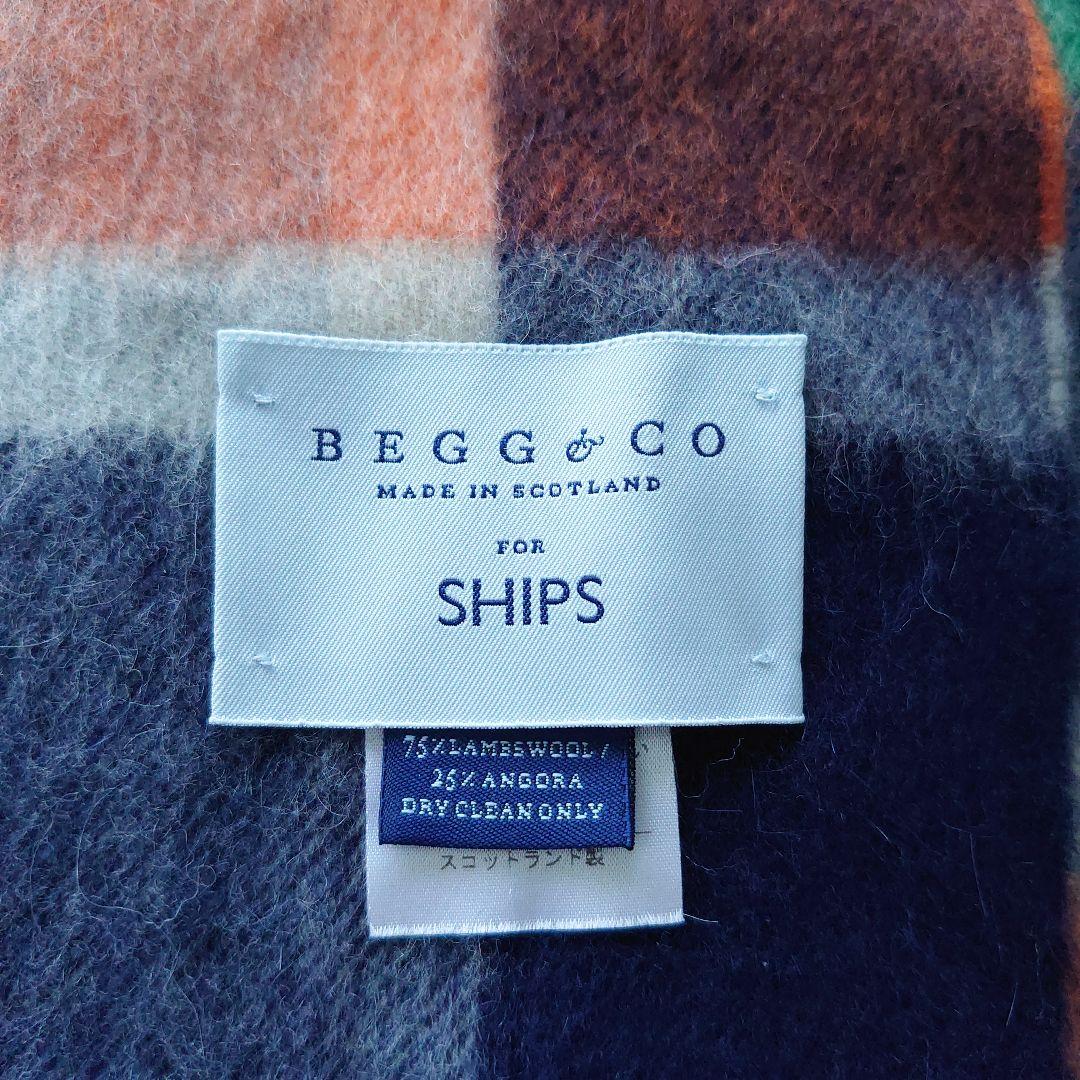 BEGG & CO
MADE IN SCOTLAND
FOR
SHIPS
75% LAMBSWOOL /
25% ANGORA
DRY CLEAN ONLY
い
スコットランド製